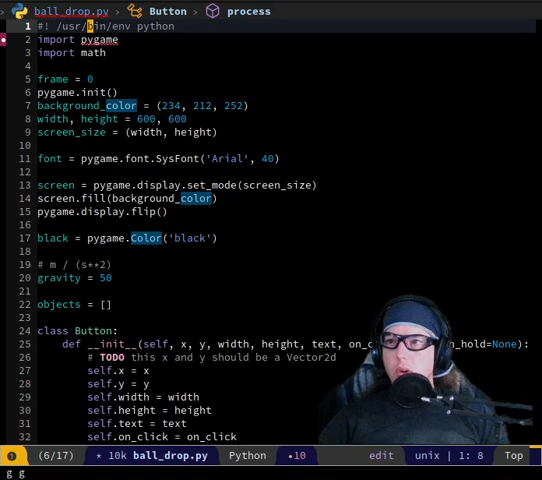 ball_drop.py › Button › process
1 #! /usr/bin/env python
2 import pygame
3 import math
4
5 frame = 0
6 pygame.init()
7 background_color = (234, 212, 252)
8 width, height = 600, 600
9 screen_size = (width, height)
10
11 font = pygame.font.SysFont('Arial', 40)
12
13 screen = pygame.display.set_mode(screen_size)
14 screen.fill(background_color)
15 pygame.display.flip()
16
17 black = pygame.Color('black')
18
19 # m / (s**2)
20 gravity = 50
21
22 objects = []
23
24 class Button:
25 def __init__(self, x, y, width, height, text, on_c n_hold=None):
26 # TODO this x and y should be a Vector2d
27 self.x = x
28 self.y = y
29 self.width = width
30 self.height = height
31 self.text = text
32 self.on_click = on_click
1 (6/17) * 10k ball_drop.py Python •10 edit unix | 1: 8 Top
g g